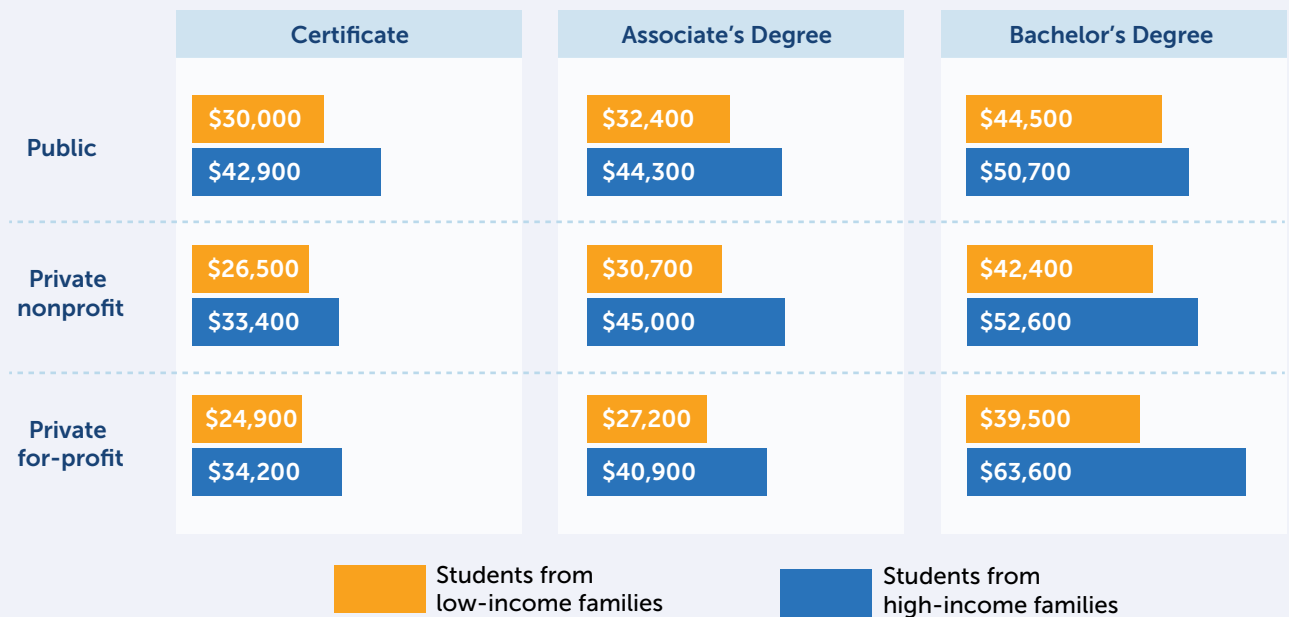 Certificate
Associate’s Degree
Bachelor’s Degree
Public
$30,000
$42,900
$32,400
$44,300
$44,500
$50,700
Private
nonprofit
$26,500
$33,400
$30,700
$45,000
$42,400
$52,600
Private
for-profit
$24,900
$34,200
$27,200
$40,900
$39,500
$63,600
Students from
low-income families
Students from
high-income families